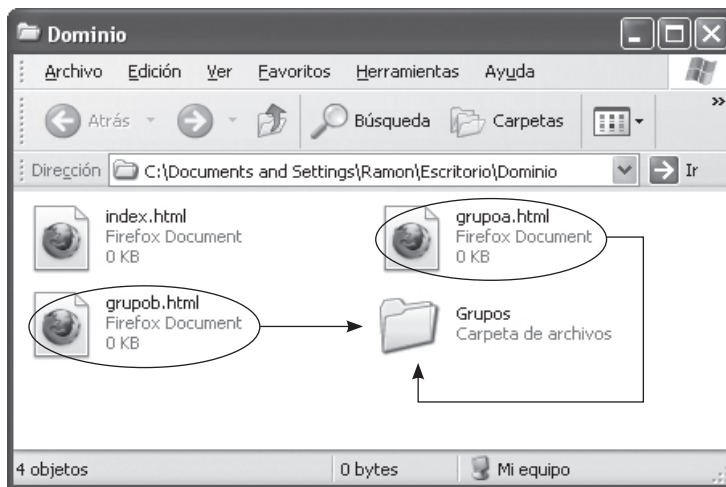 Dominio
Archivo Edición Ver Favoritos Herramientas Ayuda
Atrás Búsqueda Carpetas »
Dirección C:\Documents and Settings\Ramon\Escritorio\Dominio Ir
index.html
Firefox Document
0 KB
grupoa.html
Firefox Document
0 KB
grupob.html
Firefox Document
0 KB
Grupos
Carpeta de archivos
4 objetos 0 bytes Mi equipo